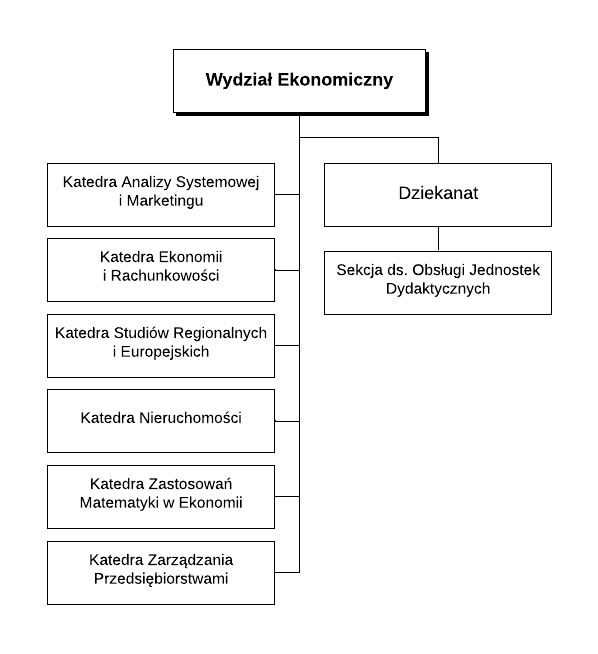 Wydział Ekonomiczny
Katedra Analizy Systemowej
i Marketingu
Katedra Ekonomii
i Rachunkowości
Katedra Studiów Regionalnych
i Europejskich
Katedra Nieruchomości
Katedra Zastosowań
Matematyki w Ekonomii
Katedra Zarządzania
Przedsiębiorstwami
Dziekanat
Sekcja ds. Obsługi Jednostek
Dydaktycznych